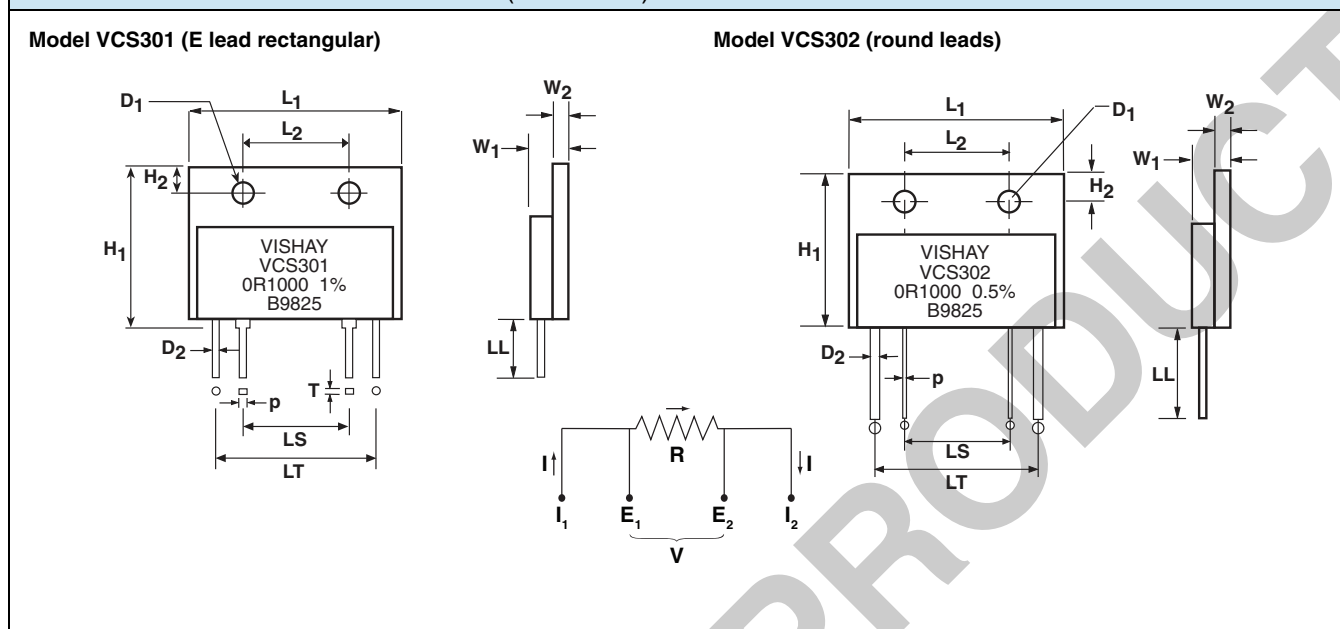 Model VCS301 (E lead rectangular)
Model VCS302 (round leads)
D1
L1
L2
W2
W1
H2
H1
VISHAY
VCS301
0R1000 1%
B9825
D2
LL
T
p
LS
LT
L1
D1
L2
W2
W1
H2
H1
VISHAY
VCS302
0R1000 0.5%
B9825
D2
p
LL
LS
LT
I
R
I
I1
E1
E2
I2
V
PRODUCT